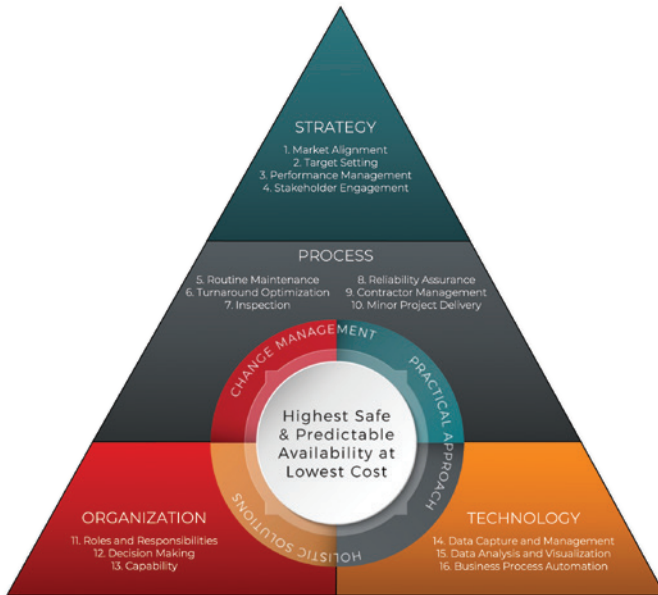 STRATEGY
1. Market Alignment
2. Target Setting
3. Performance Management
4. Stakeholder Engagement
PROCESS
5. Routine Maintenance
6. Turnaround Optimization
7. Inspection
8. Reliability Assurance
9. Contractor Management
10. Minor Project Delivery
CHANGE MANAGEMENT
PRACTICAL APPROACH
HOLISTIC SOLUTIONS
Highest Safe
& Predictable
Availability at
Lowest Cost
ORGANIZATION
11. Roles and Responsibilities
12. Decision Making
13. Capability
TECHNOLOGY
14. Data Capture and Management
15. Data Analysis and Visualization
16. Business Process Automation